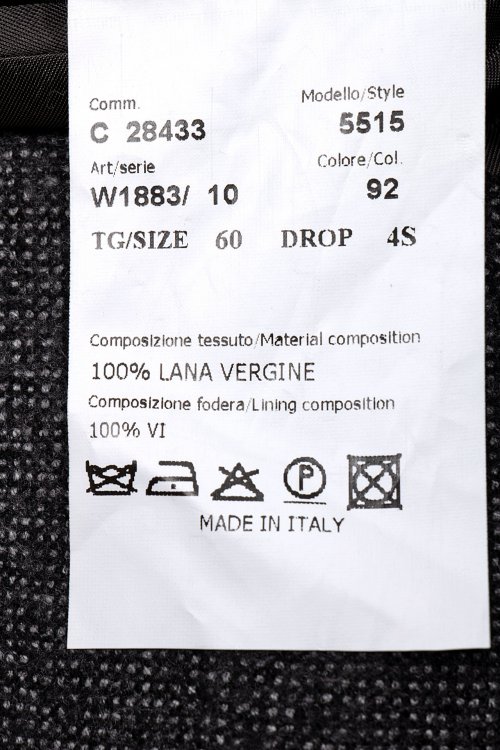 Comm. Modello/Style
C 28433 5515
Art/serie Colore/Col.
W1883/ 10 92
TG/SIZE 60 DROP 4S
Composizione tessuto/Material composition
100% LANA VERGINE
Composizione fodera/Lining composition
100% VI
P
MADE IN ITALY